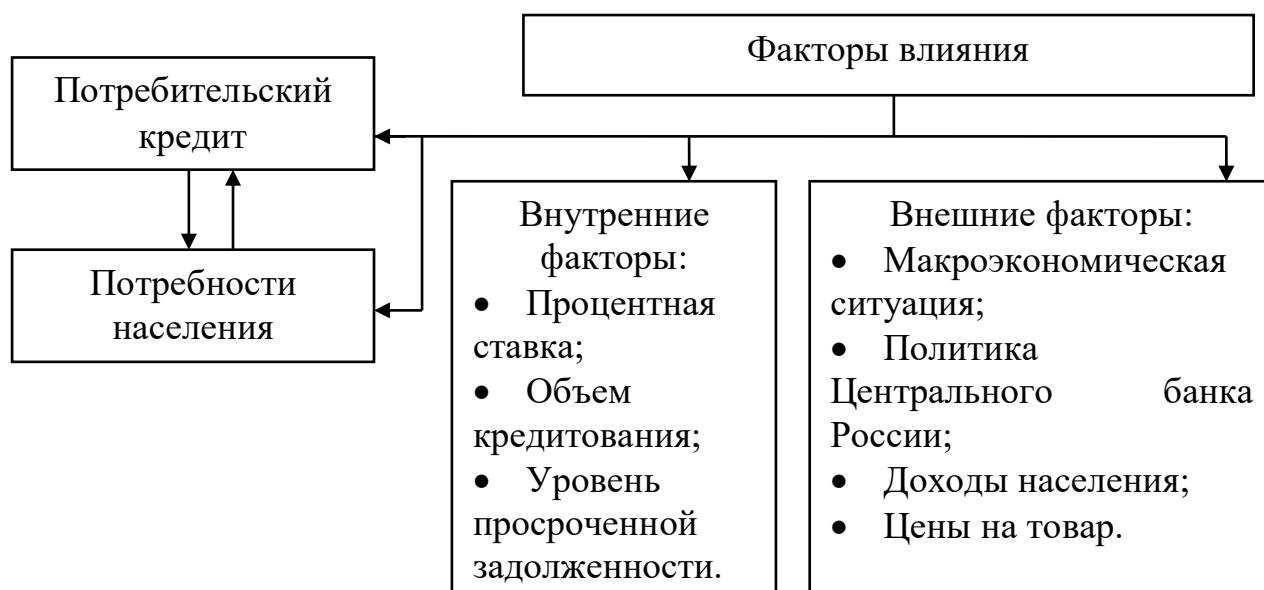 Факторы влияния
Потребительский
кредит
Потребности
населения
Внутренние
факторы:
• Процентная
ставка;
• Объем
кредитования;
• Уровень
просроченной
задолженности.
Внешние факторы:
• Макроэкономическая
ситуация;
• Политика
Центрального банка
России;
• Доходы населения;
• Цены на товар.